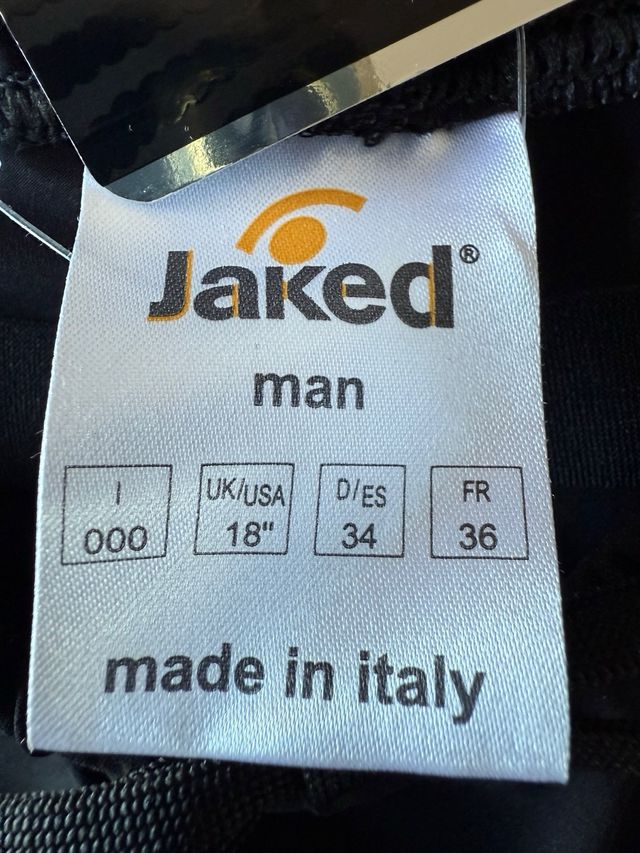 Jaked®
man
I UK/USA D/ES FR
000 18" 34 36
made in italy